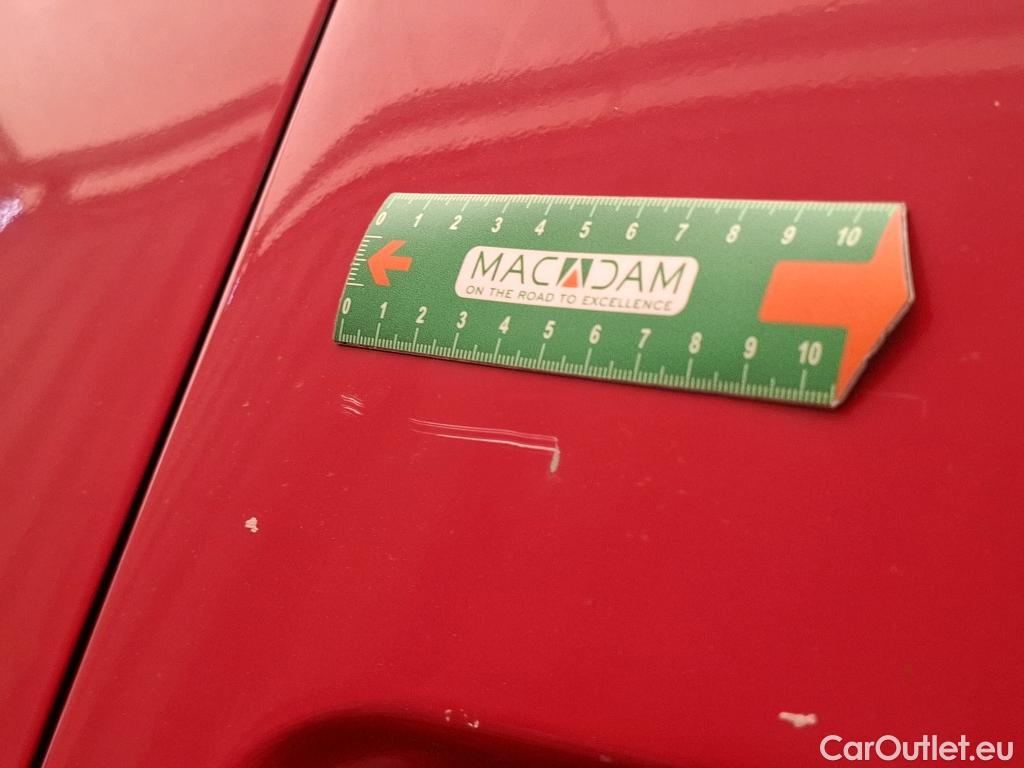 0 1 2 3 4 5 6 7 8 9 10
MACADAM
ON THE ROAD TO EXCELLENCE
0 1 2 3 4 5 6 7 8 9 10
CarOutlet.eu